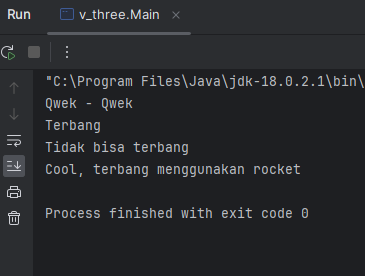 Run v_three.Main
"C:\Program Files\Java\jdk-18.0.2.1\bin\
Qwek - Qwek
Terbang
Tidak bisa terbang
Cool, terbang menggunakan rocket
Process finished with exit code 0